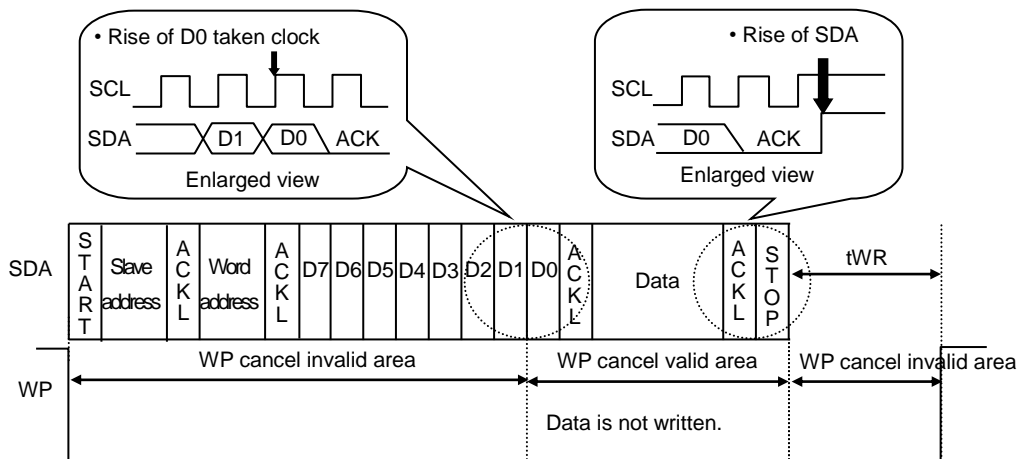 • Rise of D0 taken clock
SCL
SDA D1 D0 ACK
Enlarged view
• Rise of SDA
SCL
SDA D0 ACK
Enlarged view
SDA START Slave address ACKL Word address ACKL D7 D6 D5 D4 D3 D2 D1 D0 ACKL Data ACKL STOP tWR
WP cancel invalid area WP cancel valid area WP cancel invalid area
WP
Data is not written.